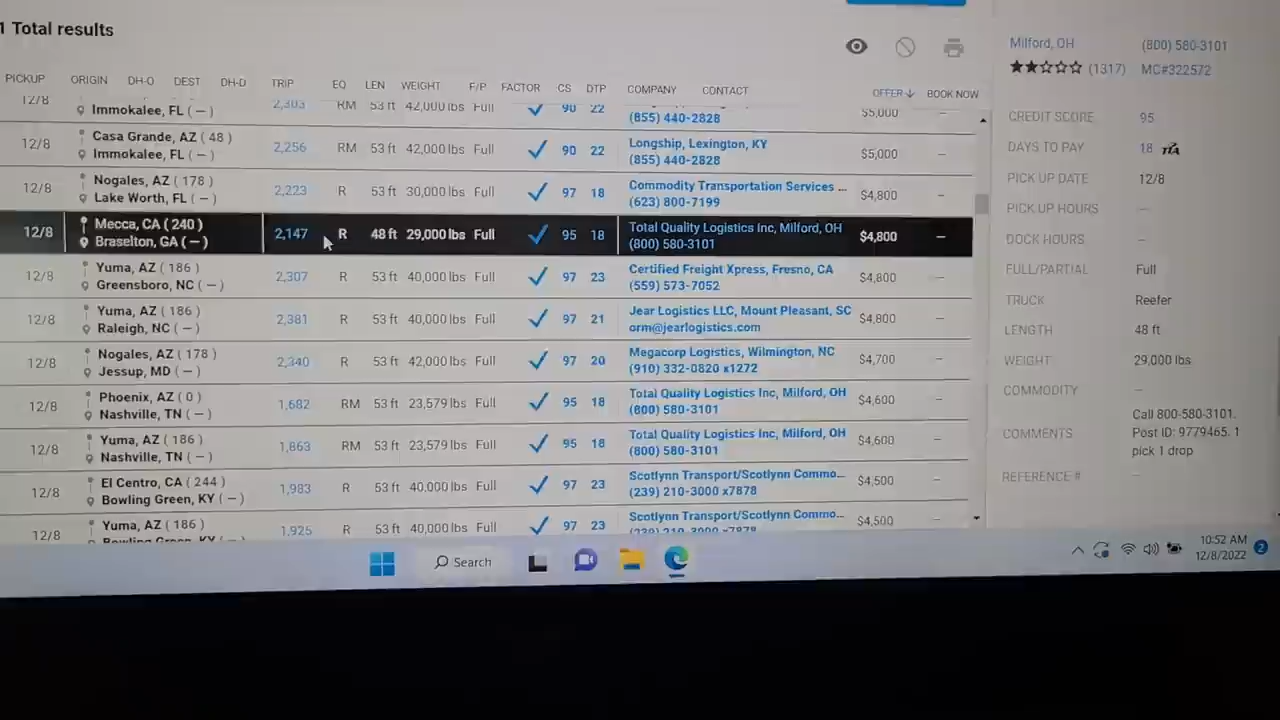 1 Total results
PICKUP ORIGIN DH-O DEST DH-D TRIP EQ LEN WEIGHT F/P FACTOR CS DTP COMPANY CONTACT OFFER↓ BOOK NOW
12/8 Immokalee, FL ( — ) 2,303 RM 53 ft 42,000 lbs Full 90 22 (855) 440-2828 $5,000 –
12/8 Casa Grande, AZ ( 48 ) 2,256 RM 53 ft 42,000 lbs Full 90 22 Longship, Lexington, KY $5,000 –
Immokalee, FL ( — ) (855) 440-2828
12/8 Nogales, AZ ( 178 ) 2,223 R 53 ft 30,000 lbs Full 97 18 Commodity Transportation Services ... $4,800 –
Lake Worth, FL ( — ) (623) 800-7199
12/8 Mecca, CA ( 240 ) 2,147 R 48 ft 29,000 lbs Full 95 18 Total Quality Logistics Inc, Milford, OH $4,800 –
Braselton, GA ( — ) (800) 580-3101
12/8 Yuma, AZ ( 186 ) 2,307 R 53 ft 40,000 lbs Full 97 23 Certified Freight Xpress, Fresno, CA $4,800 –
Greensboro, NC ( — ) (559) 573-7052
12/8 Yuma, AZ ( 186 ) 2,381 R 53 ft 40,000 lbs Full 97 21 Jear Logistics LLC, Mount Pleasant, SC $4,800 –
Raleigh, NC ( — ) orm@jearlogistics.com
12/8 Nogales, AZ ( 178 ) 2,340 R 53 ft 42,000 lbs Full 97 20 Megacorp Logistics, Wilmington, NC $4,700 –
Jessup, MD ( — ) (910) 332-0820 x1272
12/8 Phoenix, AZ ( 0 ) 1,682 RM 53 ft 23,579 lbs Full 95 18 Total Quality Logistics Inc, Milford, OH $4,600 –
Nashville, TN ( — ) (800) 580-3101
12/8 Yuma, AZ ( 186 ) 1,863 RM 53 ft 23,579 lbs Full 95 18 Total Quality Logistics Inc, Milford, OH $4,600 –
Nashville, TN ( — ) (800) 580-3101
12/8 El Centro, CA ( 244 ) 1,983 R 53 ft 40,000 lbs Full 97 23 Scotlynn Transport/Scotlynn Commo... $4,500 –
Bowling Green, KY ( — ) (239) 210-3000 x7878
12/8 Yuma, AZ ( 186 ) 1,925 R 53 ft 40,000 lbs Full 97 23 Scotlynn Transport/Scotlynn Commo... $4,500 –
Bowling Green, KY ( — ) (239) 210-3000 x7878
Milford, OH (800) 580-3101
(1317) MC#322572
CREDIT SCORE 95
DAYS TO PAY 18 TIA
PICK UP DATE 12/8
PICK UP HOURS –
DOCK HOURS –
FULL/PARTIAL Full
TRUCK Reefer
LENGTH 48 ft
WEIGHT 29,000 lbs
COMMODITY –
COMMENTS Call 800-580-3101.
Post ID: 9779465. 1
pick 1 drop
REFERENCE # –
Search
10:52 AM
12/8/2022 2